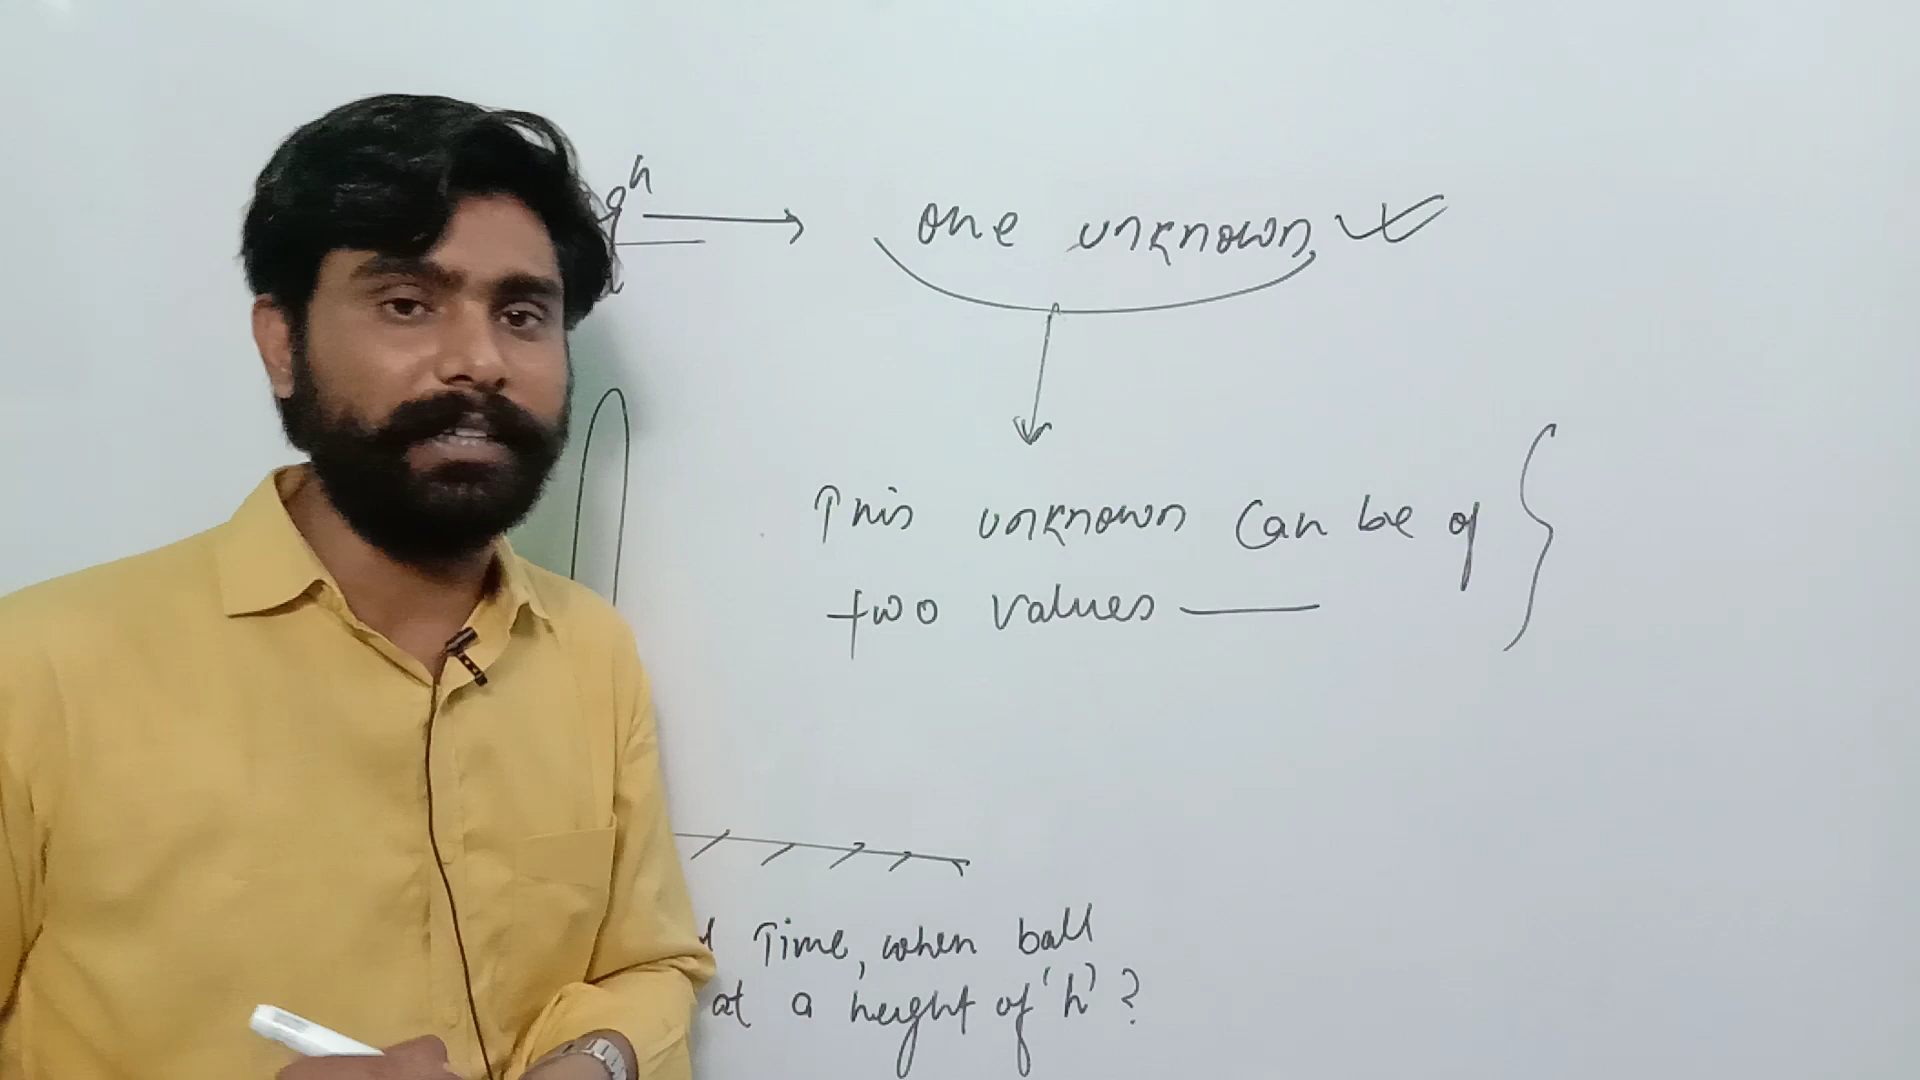 one unknown
This unknown can be of
two values
Time, when ball
at a height of 'h'?